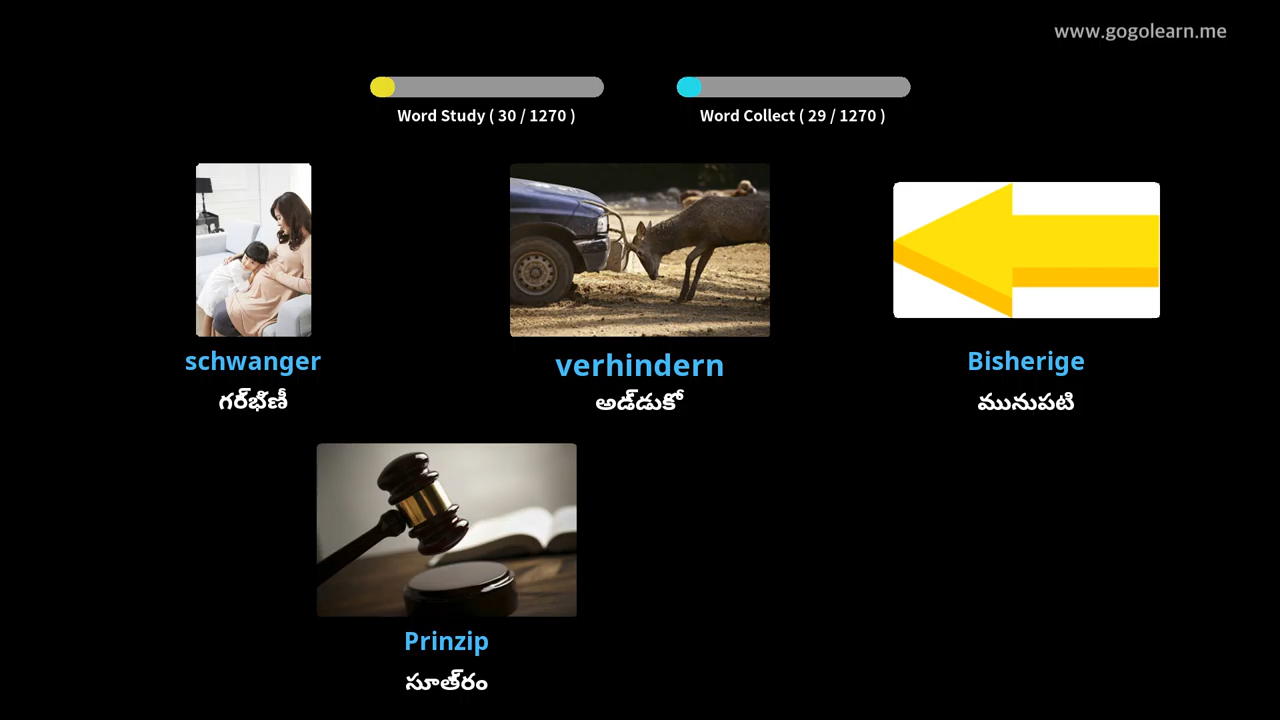 www.gogolearn.me
Word Study ( 30 / 1270 )
Word Collect ( 29 / 1270 )
schwanger
గర్భిణీ
verhindern
అడ్డుకో
Bisherige
మునుపటి
Prinzip
సూత్రం